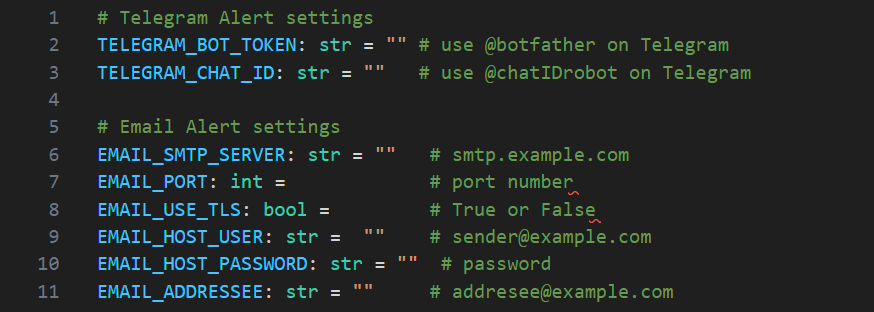 1 # Telegram Alert settings
2 TELEGRAM_BOT_TOKEN: str = "" # use @botfather on Telegram
3 TELEGRAM_CHAT_ID: str = "" # use @chatIDrobot on Telegram
4
5 # Email Alert settings
6 EMAIL_SMTP_SERVER: str = "" # smtp.example.com
7 EMAIL_PORT: int = # port number
8 EMAIL_USE_TLS: bool = # True or False
9 EMAIL_HOST_USER: str = "" # sender@example.com
10 EMAIL_HOST_PASSWORD: str = "" # password
11 EMAIL_ADDRESSEE: str = "" # addresee@example.com